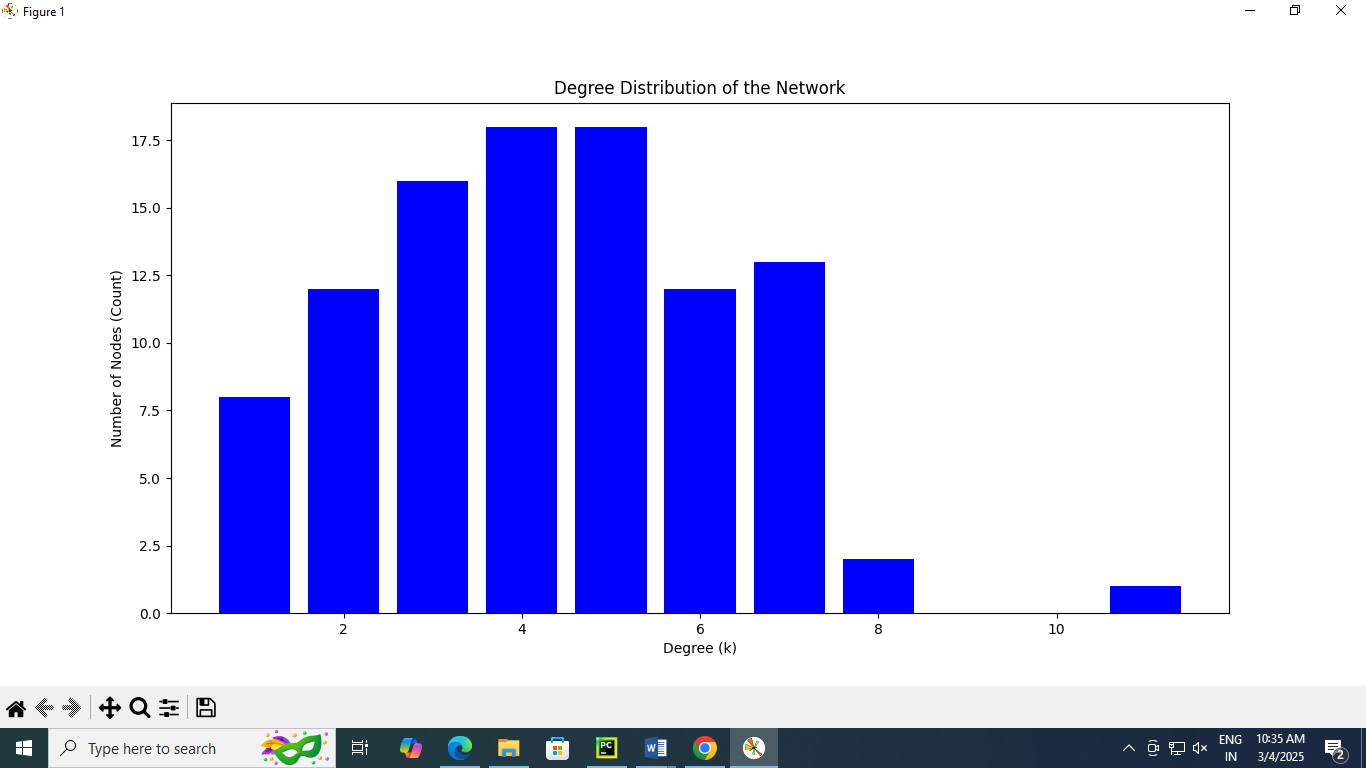 Figure 1
Degree Distribution of the Network
17.5
15.0
12.5
10.0
7.5
5.0
2.5
0.0
Number of Nodes (Count)
2 4 6 8 10
Degree (k)
Type here to search
PC
W
ENG
IN
10:35 AM
3/4/2025
2